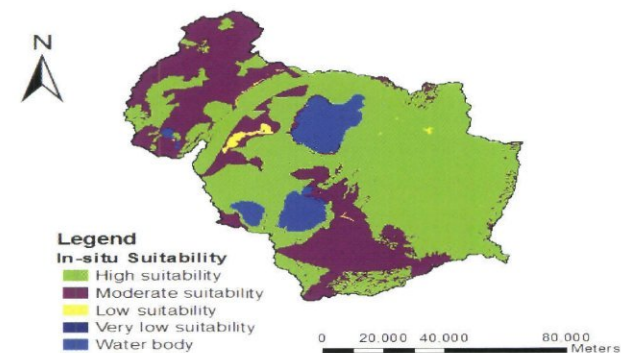 N
Legend
In-situ Suitability
High suitability
Moderate suitability
Low suitability
Very low suitability
Water body
0 20.000 40.000 80.000
Meters